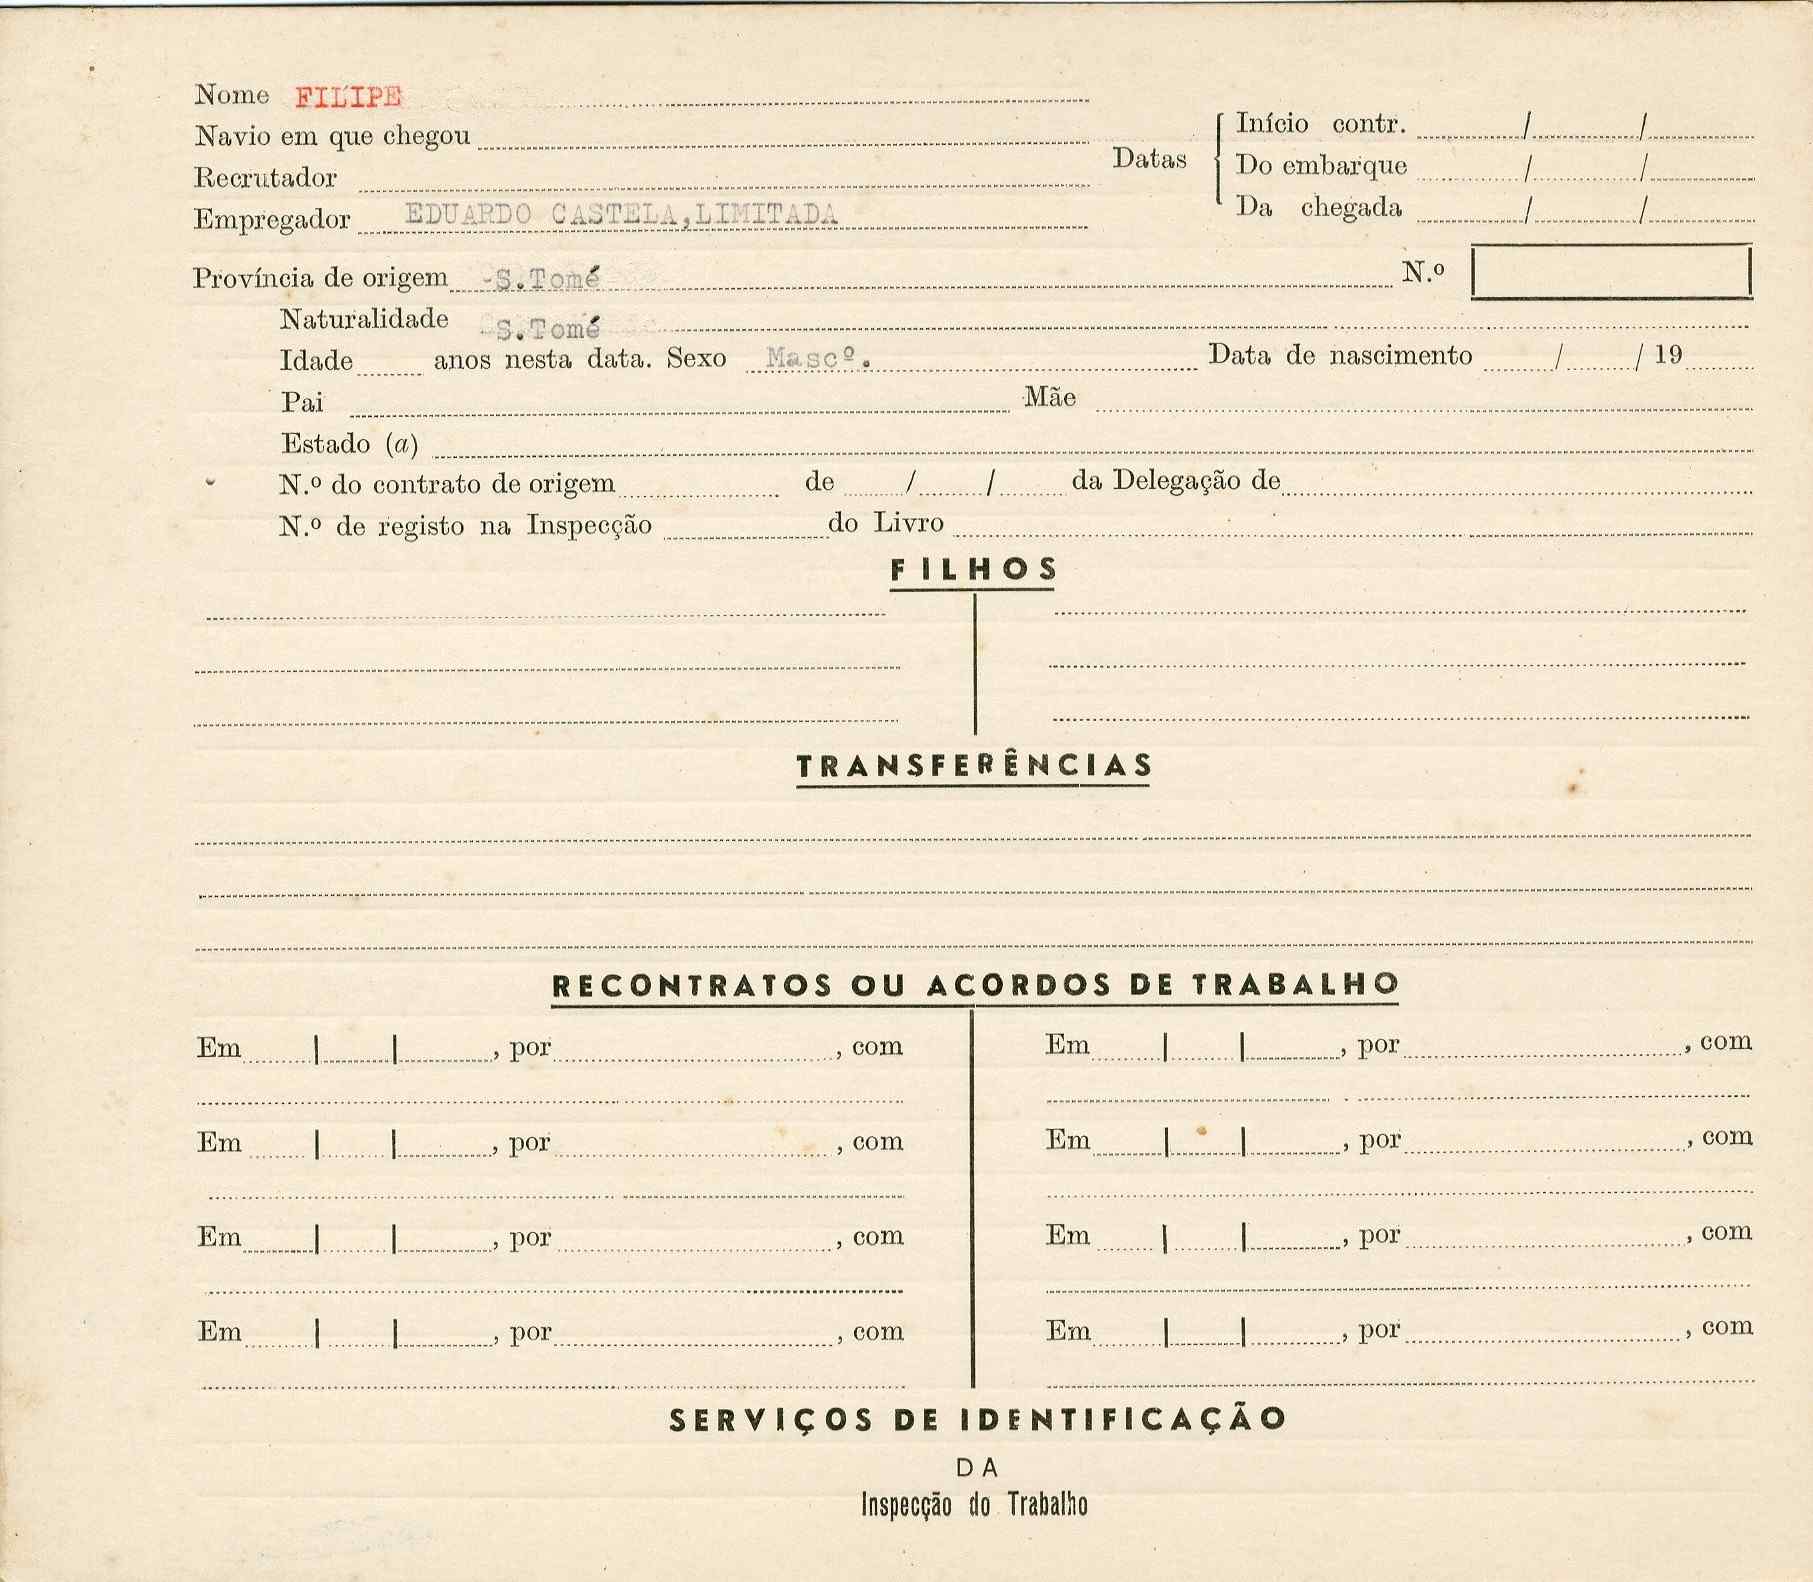 Nome FILIPE
Navio em que chegou
Recrutador
Empregador EDUARDO CASTELA,LIMITADA
Datas
Início contr. / /
Do embarque / /
Da chegada / /
Província de origem -S.Tomé N.º
Naturalidade S.Tomé
Idade anos nesta data. Sexo Mascº. Data de nascimento / / 19
Pai Mãe
Estado (a)
N.º do contrato de origem de / / da Delegação de
N.º de registo na Inspecção do Livro
FILHOS
TRANSFERÊNCIAS
RECONTRATOS OU ACORDOS DE TRABALHO
Em | | , por , com Em | | , por , com
Em | | , por , com Em | | , por , com
Em | | , por , com Em | | , por , com
Em | | , por , com Em | | , por , com
SERVIÇOS DE IDENTIFICAÇÃO
DA
Inspecção do Trabalho